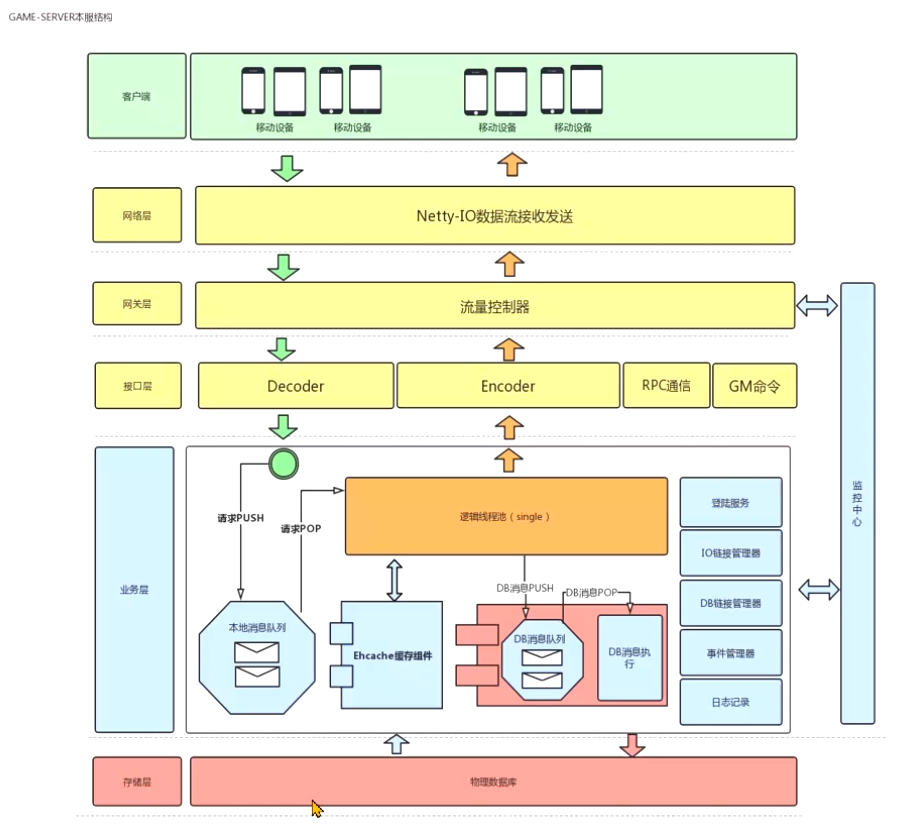 GAME-SERVER本服结构
客户端
移动设备
移动设备
移动设备
移动设备
网络层
Netty-IO数据流接收发送
网关层
流量控制器
接口层
Decoder
Encoder
RPC通信
GM命令
业务层
请求PUSH
请求POP
逻辑线程池（single）
登陆服务
IO链接管理器
DB链接管理器
事件管理器
日志记录
监控中心
DB消息PUSH
DB消息POP
本地消息队列
Ehcache缓存组件
DB消息队列
DB消息执
行
存储层
物理数据库